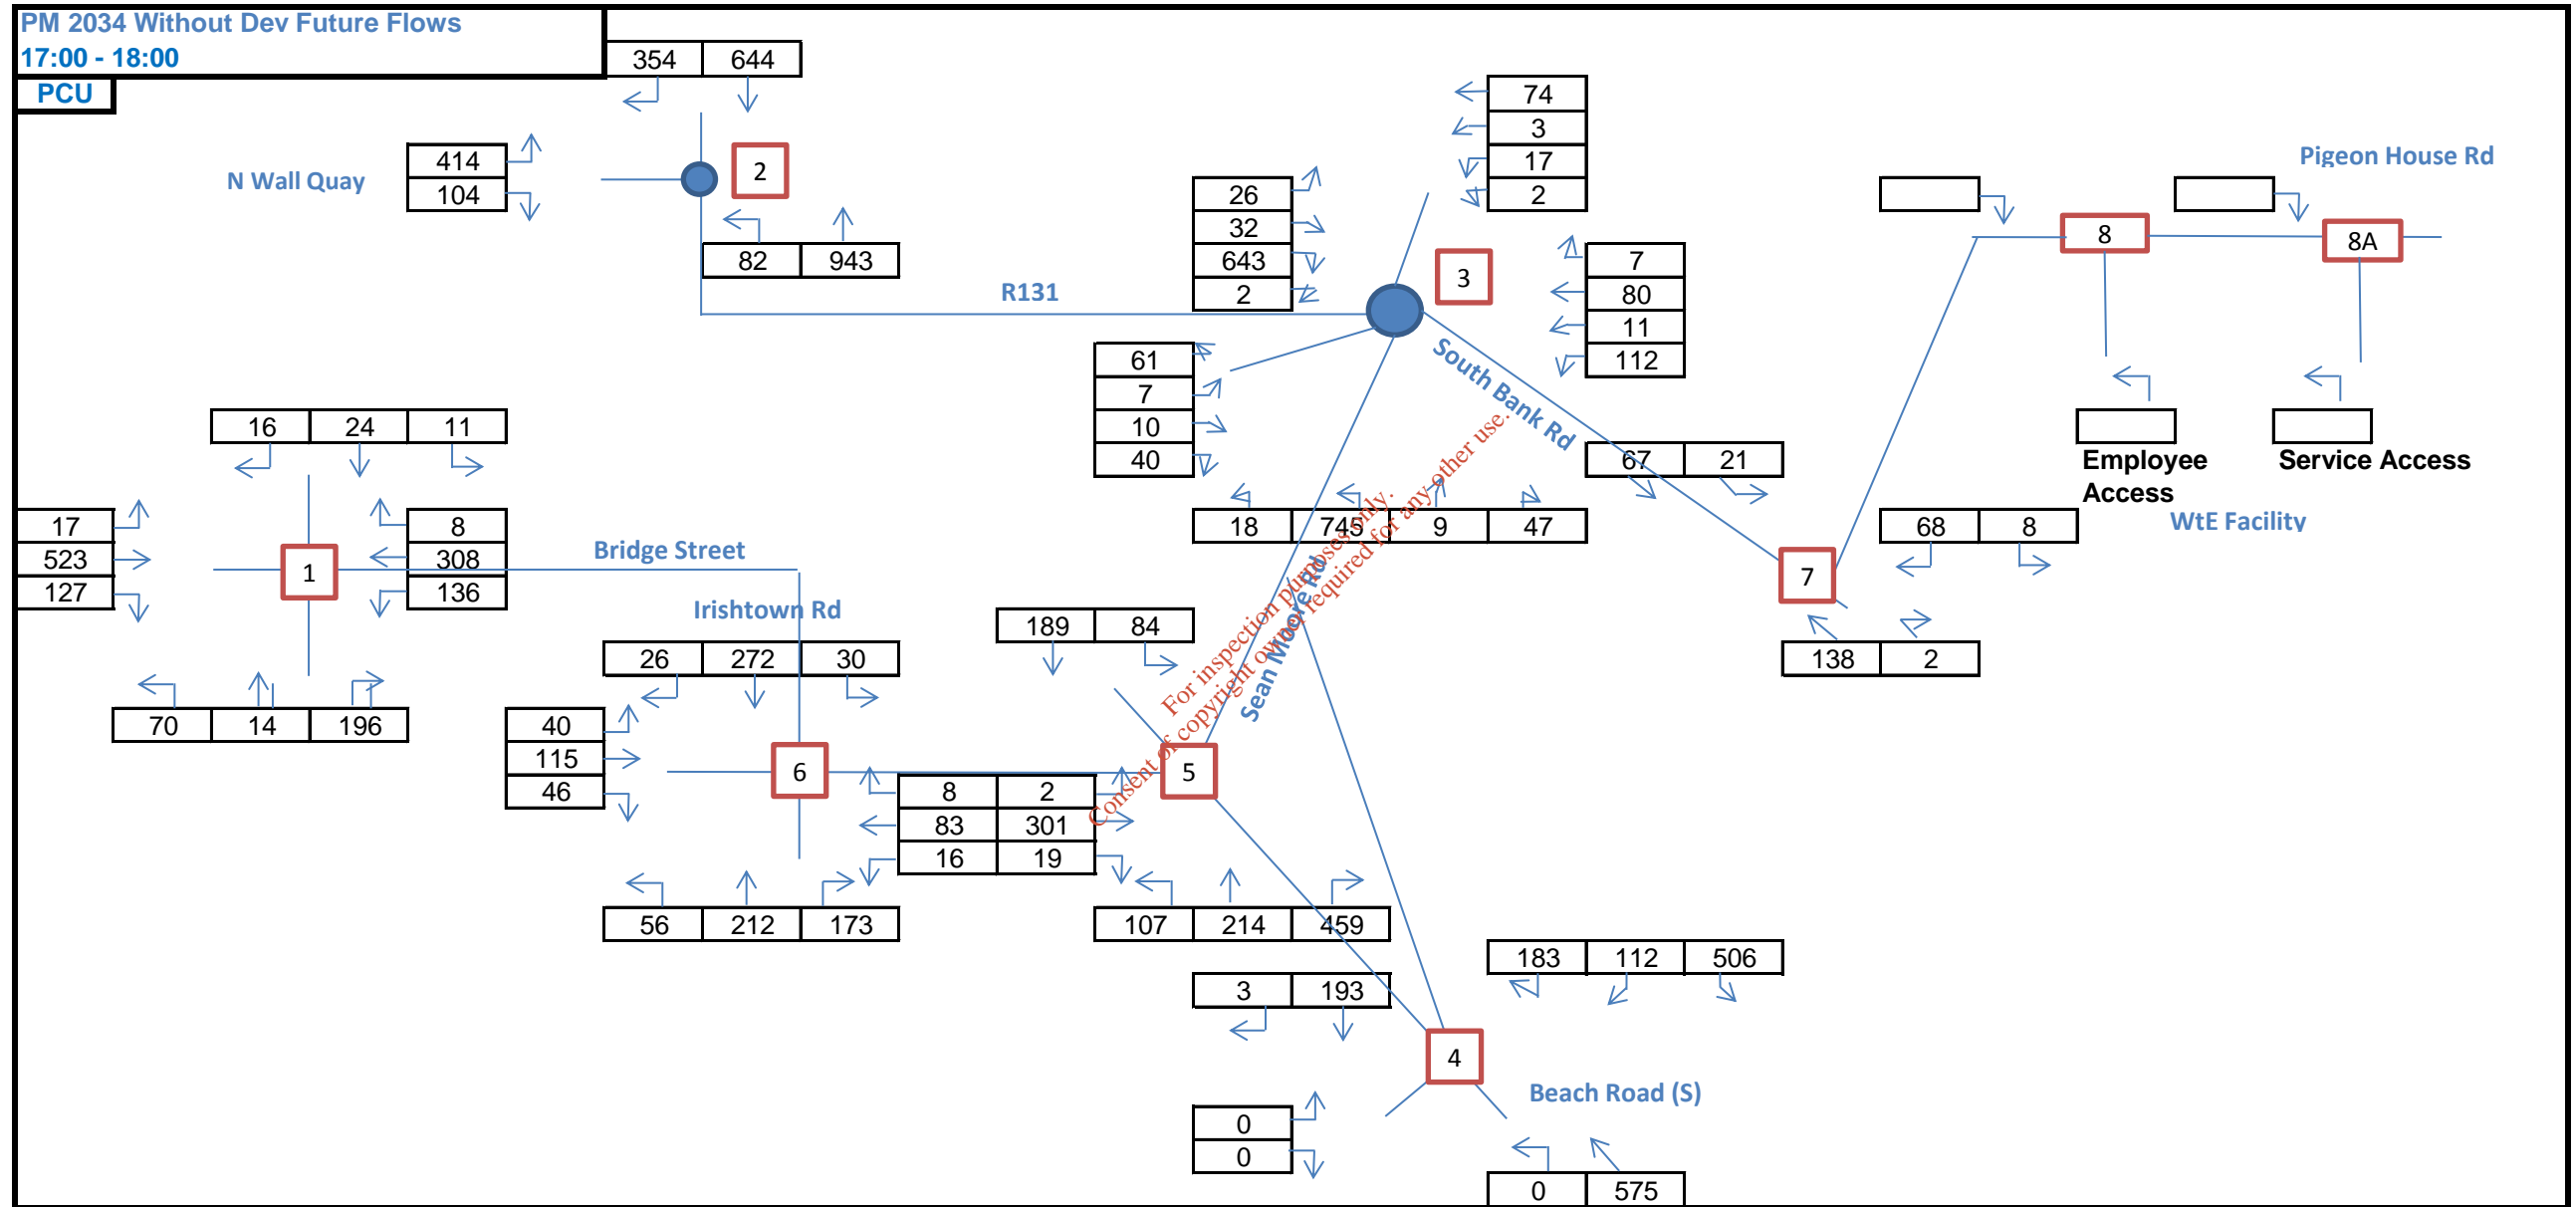 PM 2034 Without Dev Future Flows
17:00 - 18:00
PCU
354 644
74
3
17
2
N Wall Quay
414
104
2
82 943
26
32
643
2
3
7
80
11
112
Pigeon House Rd
8
8A
R131
61
7
10
40
South Bank Rd
67 21
18 745 9 47
Employee
Access
Service Access
WtE Facility
68 8
7
138 2
16 24 11
17
523
127
1
8
308
136
Bridge Street
70 14 196
Irishtown Rd
26 272 30
40
115
46
6
8 2
83 301
16 19
56 212 173
189 84
Sean Moore Rd
5
107 214 459
3 193
183 112 506
4
Beach Road (S)
0
0
0 575
For inspection purposes only.
Consent of copyright owner required for any other use.